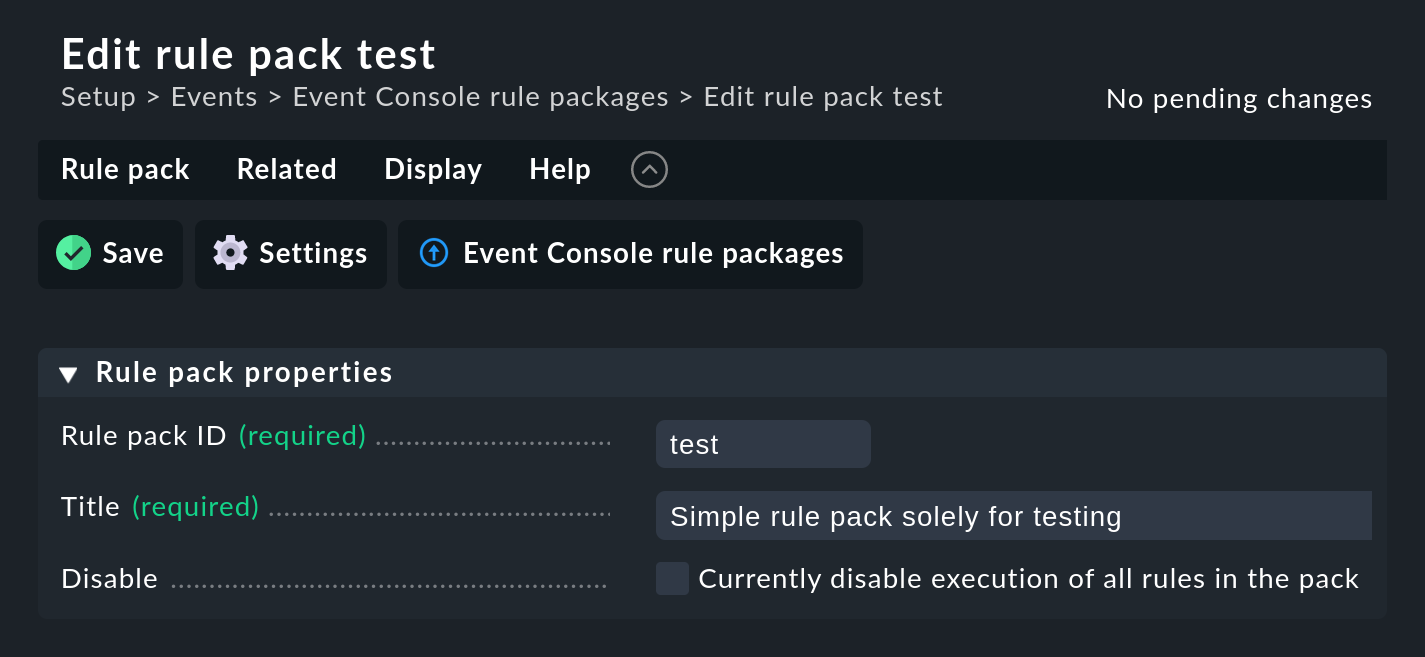 Edit rule pack test
Setup > Events > Event Console rule packages > Edit rule pack test
No pending changes
Rule pack Related Display Help
Save Settings Event Console rule packages
Rule pack properties
Rule pack ID (required) test
Title (required) Simple rule pack solely for testing
Disable Currently disable execution of all rules in the pack